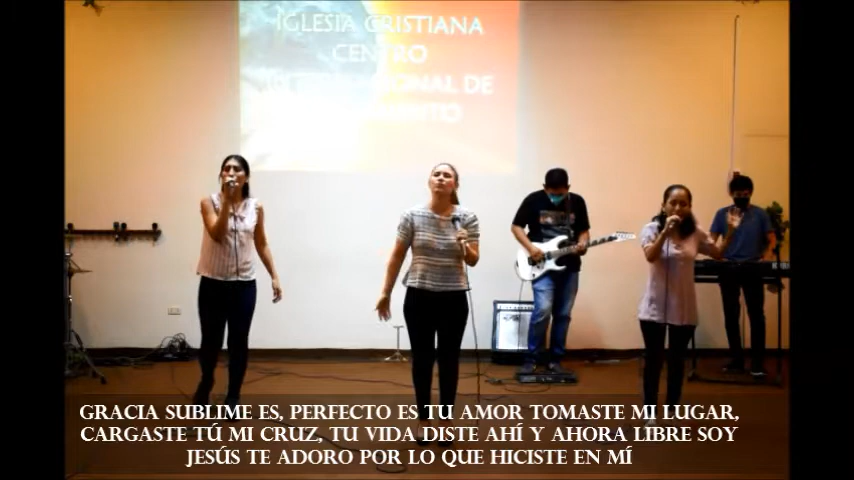 IGLESIA CRISTIANA
CENTRO
DE
GRACIA SUBLIME ES, PERFECTO ES TU AMOR TOMASTE MI LUGAR,
CARGASTE TÚ MI CRUZ, TU VIDA DISTE AHÍ Y AHORA LIBRE SOY
JESÚS TE ADORO POR LO QUE HICISTE EN MÍ